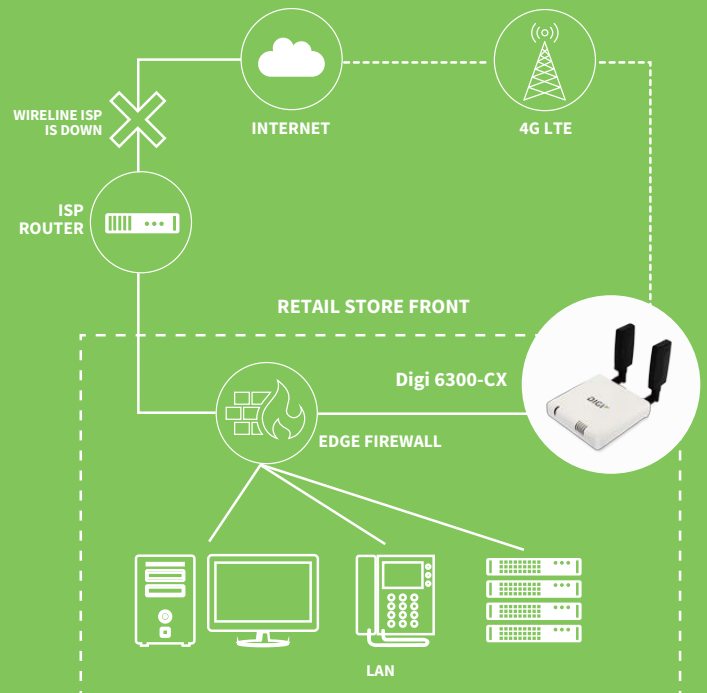 INTERNET
4G LTE
WIRELINE ISP
IS DOWN
ISP
ROUTER
RETAIL STORE FRONT
Digi 6300-CX
DIGI
EDGE FIREWALL
LAN